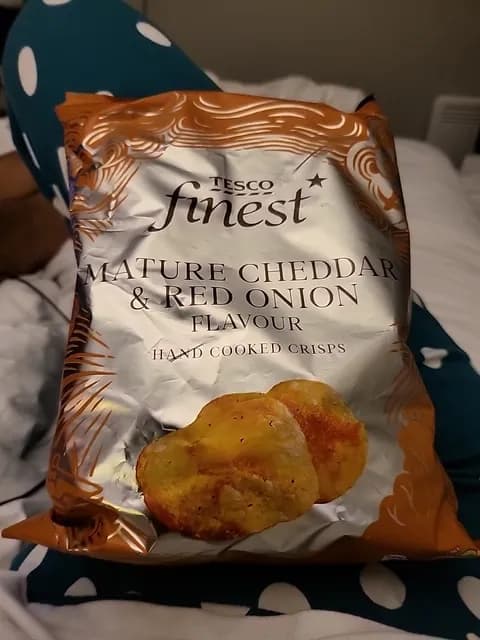 TESCO
finest
MATURE CHEDDAR
& RED ONION
FLAVOUR
HAND COOKED CRISPS